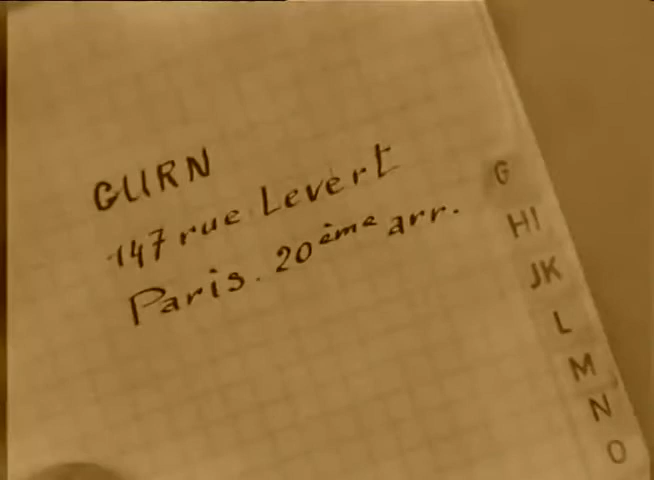 GURN
147 rue Levert
Paris. 20ème arr.
G
HI
JK
L
M
N
O